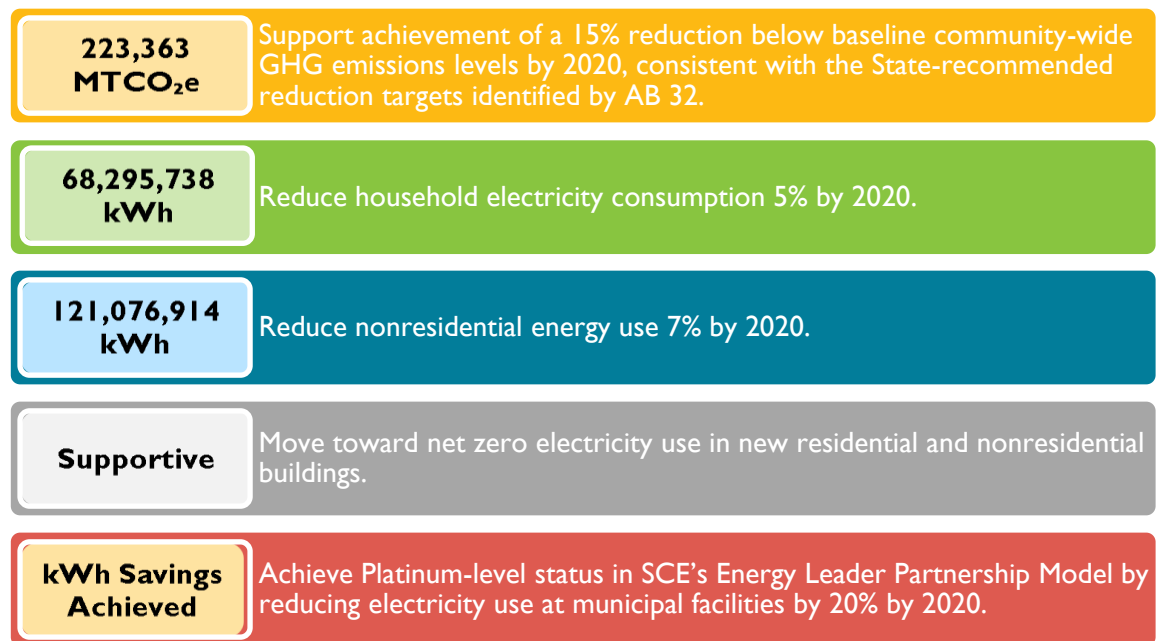 223,363
MTCO₂e
Support achievement of a 15% reduction below baseline community-wide
GHG emissions levels by 2020, consistent with the State-recommended
reduction targets identified by AB 32.
68,295,738
kWh
Reduce household electricity consumption 5% by 2020.
121,076,914
kWh
Reduce nonresidential energy use 7% by 2020.
Supportive
Move toward net zero electricity use in new residential and nonresidential
buildings.
kWh Savings
Achieved
Achieve Platinum-level status in SCE’s Energy Leader Partnership Model by
reducing electricity use at municipal facilities by 20% by 2020.